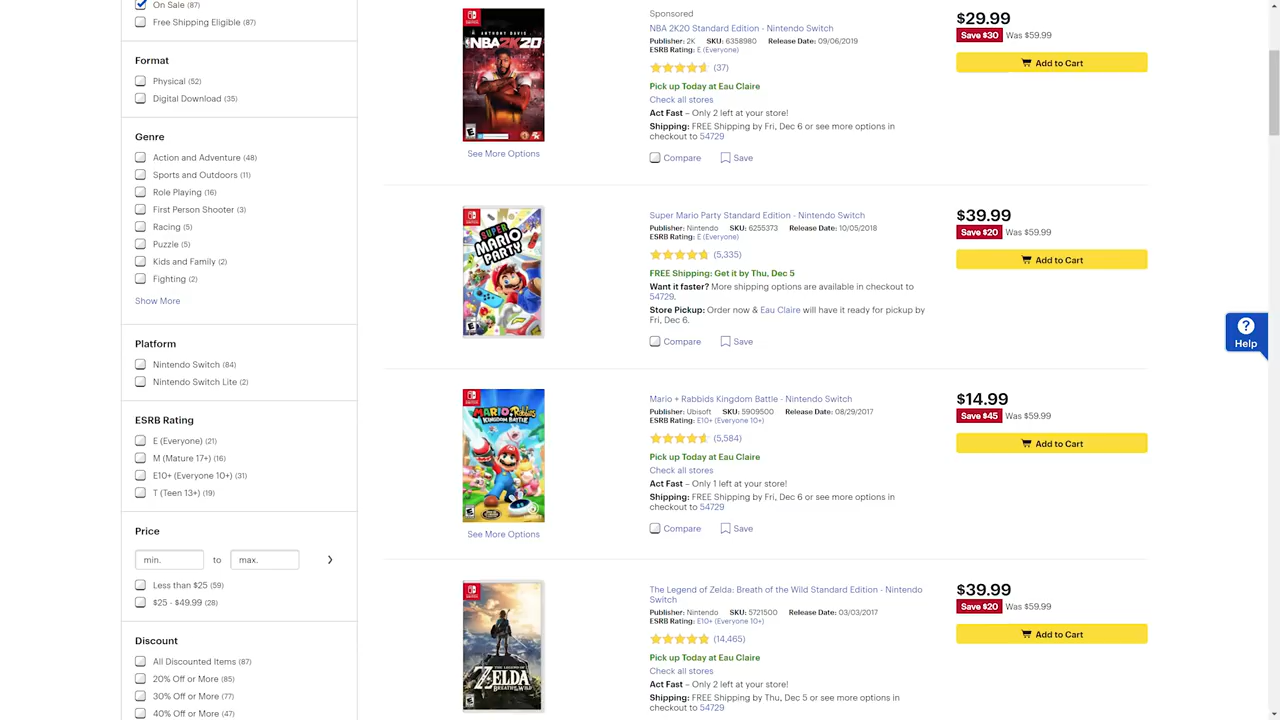 On Sale (87)
Free Shipping Eligible (87)
Format
Physical (52)
Digital Download (35)
Genre
Action and Adventure (48)
Sports and Outdoors (11)
Role Playing (16)
First Person Shooter (3)
Racing (5)
Puzzle (5)
Kids and Family (2)
Fighting (2)
Show More
Platform
Nintendo Switch (84)
Nintendo Switch Lite (2)
ESRB Rating
E (Everyone) (21)
M (Mature 17+) (16)
E10+ (Everyone 10+) (31)
T (Teen 13+) (19)
Price
min. to max.
Less than $25 (59)
$25 - $49.99 (28)
Discount
All Discounted Items (87)
20% Off or More (85)
30% Off or More (77)
40% Off or More (47)
ANTHONY DAVIS
NBA 2K20
See More Options
Sponsored
NBA 2K20 Standard Edition - Nintendo Switch
Publisher: 2K SKU: 6358980 Release Date: 09/06/2019
ESRB Rating: E (Everyone)
(37)
Pick up Today at Eau Claire
Check all stores
Act Fast – Only 2 left at your store!
Shipping: FREE Shipping by Fri, Dec 6 or see more options in
checkout to 54729
Compare Save
$29.99
Save $30 Was $59.99
Add to Cart
SUPER
MARIO
PARTY
Super Mario Party Standard Edition - Nintendo Switch
Publisher: Nintendo SKU: 6255373 Release Date: 10/05/2018
ESRB Rating: E (Everyone)
(5,335)
FREE Shipping: Get it by Thu, Dec 5
Want it faster? More shipping options are available in checkout to
54729.
Store Pickup: Order now & Eau Claire will have it ready for pickup by
Fri, Dec 6.
Compare Save
$39.99
Save $20 Was $59.99
Add to Cart
MARIO+Rabbids
KINGDOM BATTLE
See More Options
Mario + Rabbids Kingdom Battle - Nintendo Switch
Publisher: Ubisoft SKU: 5909500 Release Date: 08/29/2017
ESRB Rating: E10+ (Everyone 10+)
(5,584)
Pick up Today at Eau Claire
Check all stores
Act Fast – Only 1 left at your store!
Shipping: FREE Shipping by Fri, Dec 6 or see more options in
checkout to 54729
Compare Save
$14.99
Save $45 Was $59.99
Add to Cart
THE LEGEND OF
ZELDA
BREATH OF THE WILD
The Legend of Zelda: Breath of the Wild Standard Edition - Nintendo
Switch
Publisher: Nintendo SKU: 5721500 Release Date: 03/03/2017
ESRB Rating: E10+ (Everyone 10+)
(14,465)
Pick up Today at Eau Claire
Check all stores
Act Fast – Only 2 left at your store!
Shipping: FREE Shipping by Thu, Dec 5 or see more options in
checkout to 54729
$39.99
Save $20 Was $59.99
Add to Cart
?
Help